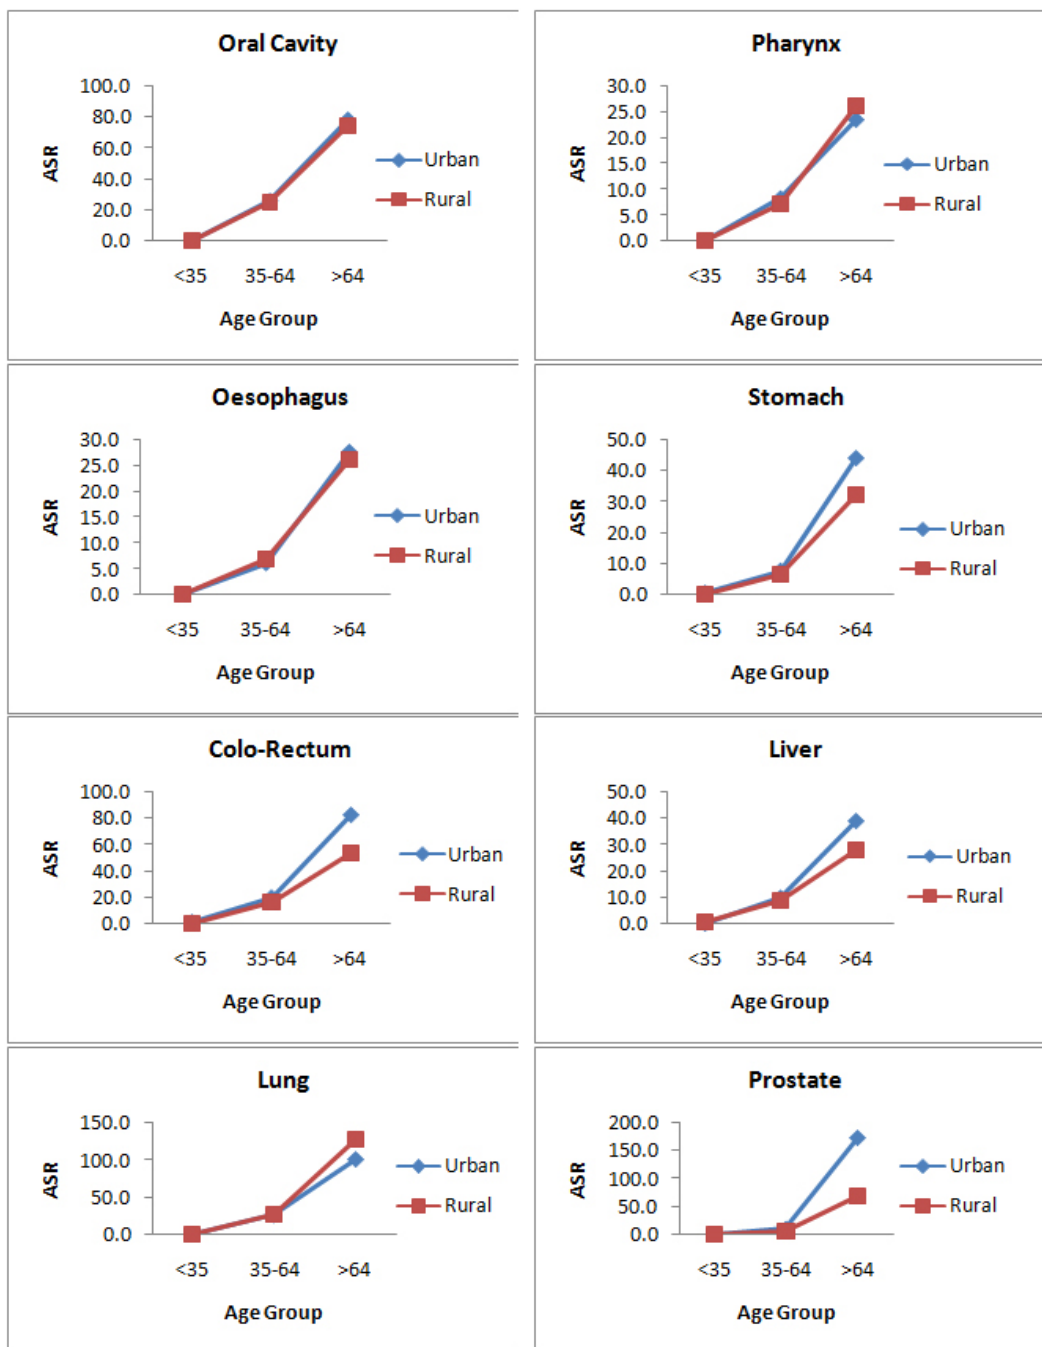 Oral Cavity
100.0
80.0
60.0
40.0
20.0
0.0
ASR
<35 35-64 >64
Age Group
Urban
Rural
Pharynx
30.0
25.0
20.0
15.0
10.0
5.0
0.0
ASR
<35 35-64 >64
Age Group
Urban
Rural
Oesophagus
30.0
25.0
20.0
15.0
10.0
5.0
0.0
ASR
<35 35-64 >64
Age Group
Urban
Rural
Stomach
50.0
40.0
30.0
20.0
10.0
0.0
ASR
<35 35-64 >64
Age Group
Urban
Rural
Colo-Rectum
100.0
80.0
60.0
40.0
20.0
0.0
ASR
<35 35-64 >64
Age Group
Urban
Rural
Liver
50.0
40.0
30.0
20.0
10.0
0.0
ASR
<35 35-64 >64
Age Group
Urban
Rural
Lung
150.0
100.0
50.0
0.0
ASR
<35 35-64 >64
Age Group
Urban
Rural
Prostate
200.0
150.0
100.0
50.0
0.0
ASR
<35 35-64 >64
Age Group
Urban
Rural